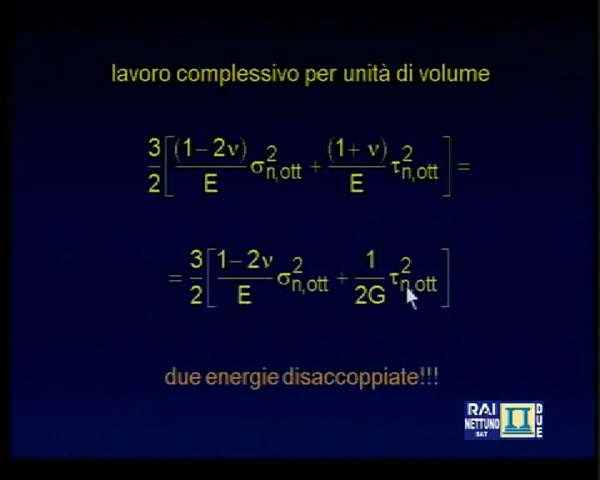 lavoro complessivo per unità di volume
3/2 [ (1− 2ν)/E σ²n,ott + (1+ ν)/E τ²n,ott ] =
= 3/2 [ 1− 2ν/E σ²n,ott + 1/2G τ²n,ott ]
due energie disaccoppiate!!!
RAI
NETTUNO
SAT
DUE